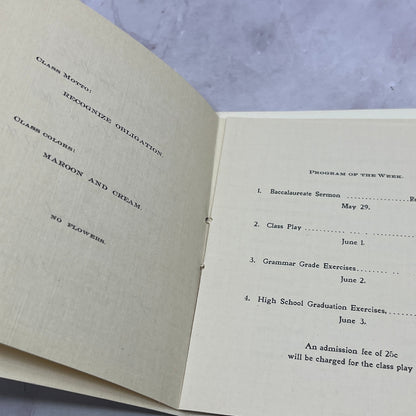 Class Motto:
RECOGNIZE OBLIGATION.
Class colors:
MAROON AND CREAM.
NO FLOWERS.
Program of the Week.
1. Baccalaureate Sermon ..................
May 29.
2. Class Play ........... ... . ..........
June 1.
3. Grammar Grade Exercises......... ..
June 2.
4. High School Graduation Exercises,..........
June 3.
An admission fee of 25c
will be charged for the class play